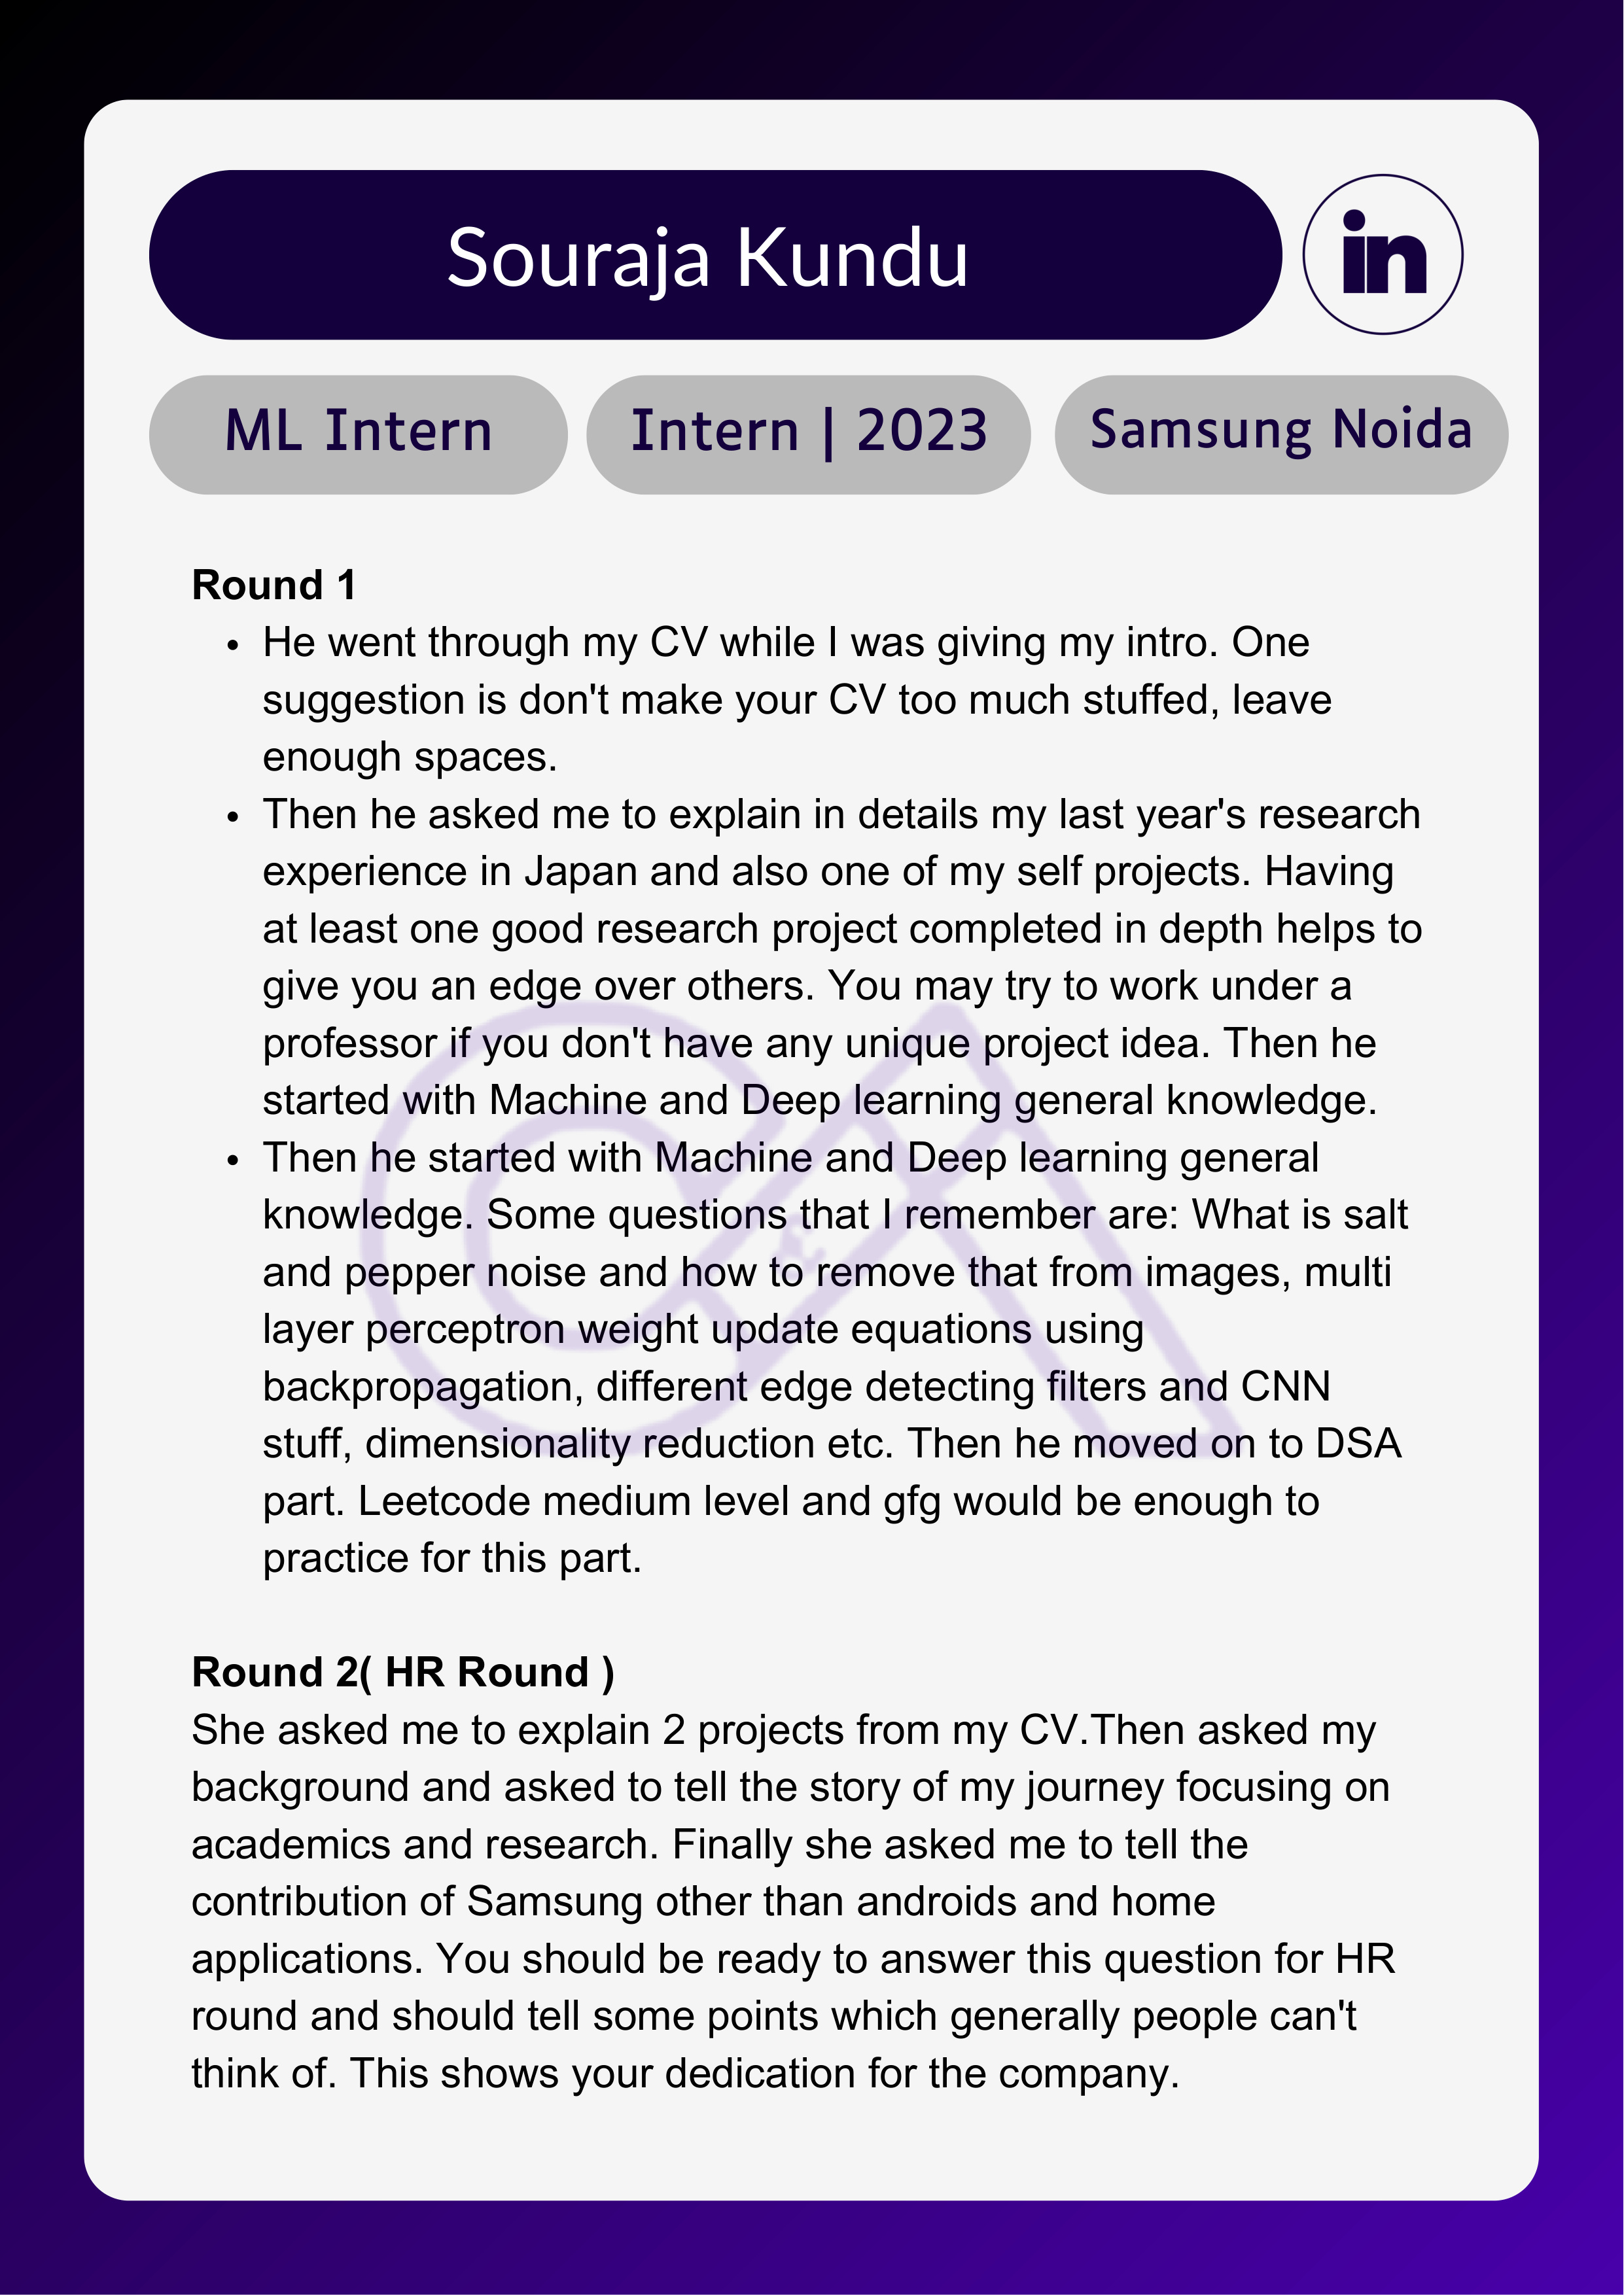 Souraja Kundu
in
ML Intern
Intern | 2023
Samsung Noida
Round 1
• He went through my CV while I was giving my intro. One
suggestion is don't make your CV too much stuffed, leave
enough spaces.
• Then he asked me to explain in details my last year's research
experience in Japan and also one of my self projects. Having
at least one good research project completed in depth helps to
give you an edge over others. You may try to work under a
professor if you don't have any unique project idea. Then he
started with Machine and Deep learning general knowledge.
• Then he started with Machine and Deep learning general
knowledge. Some questions that I remember are: What is salt
and pepper noise and how to remove that from images, multi
layer perceptron weight update equations using
backpropagation, different edge detecting filters and CNN
stuff, dimensionality reduction etc. Then he moved on to DSA
part. Leetcode medium level and gfg would be enough to
practice for this part.
Round 2( HR Round )
She asked me to explain 2 projects from my CV.Then asked my
background and asked to tell the story of my journey focusing on
academics and research. Finally she asked me to tell the
contribution of Samsung other than androids and home
applications. You should be ready to answer this question for HR
round and should tell some points which generally people can't
think of. This shows your dedication for the company.